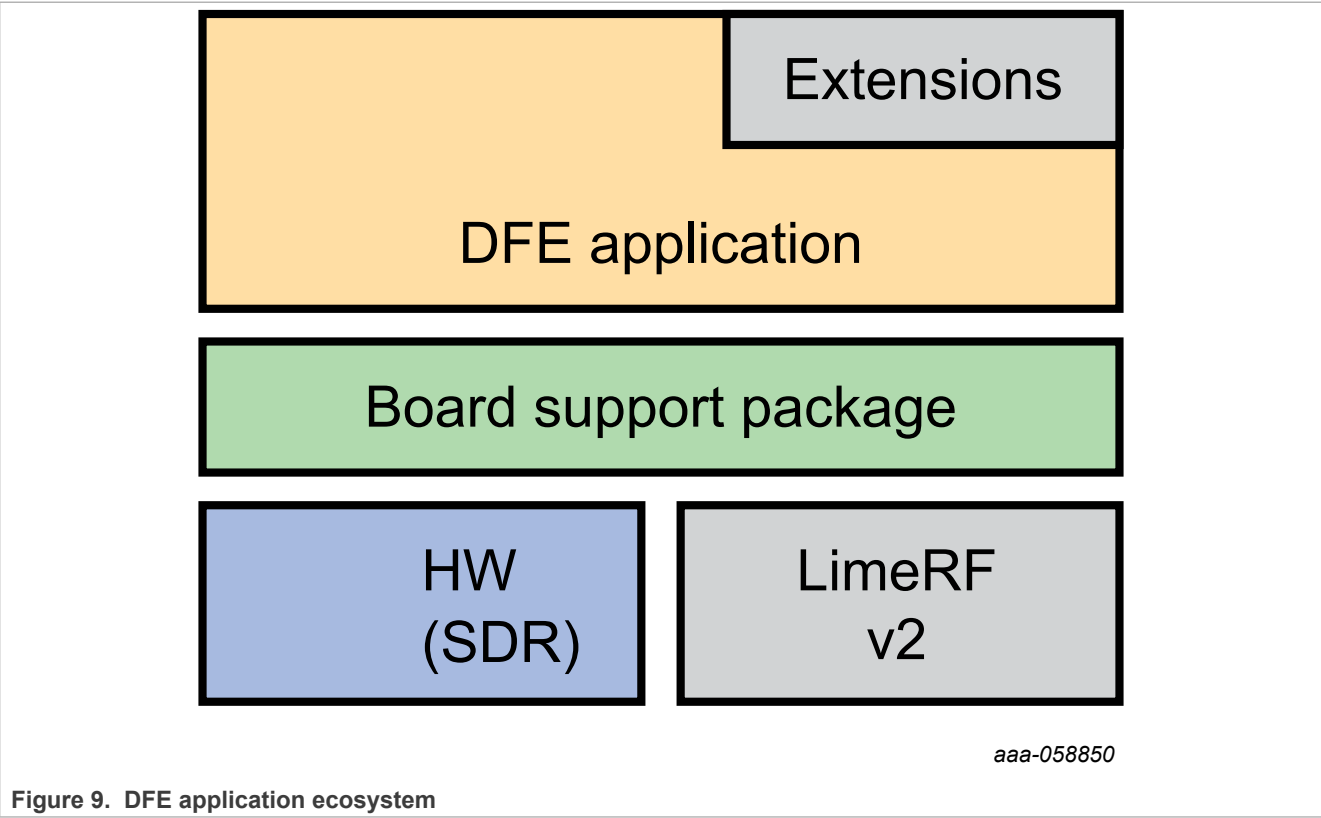 Extensions
DFE application
Board support package
HW
(SDR)
LimeRF
v2
aaa-058850
Figure 9. DFE application ecosystem